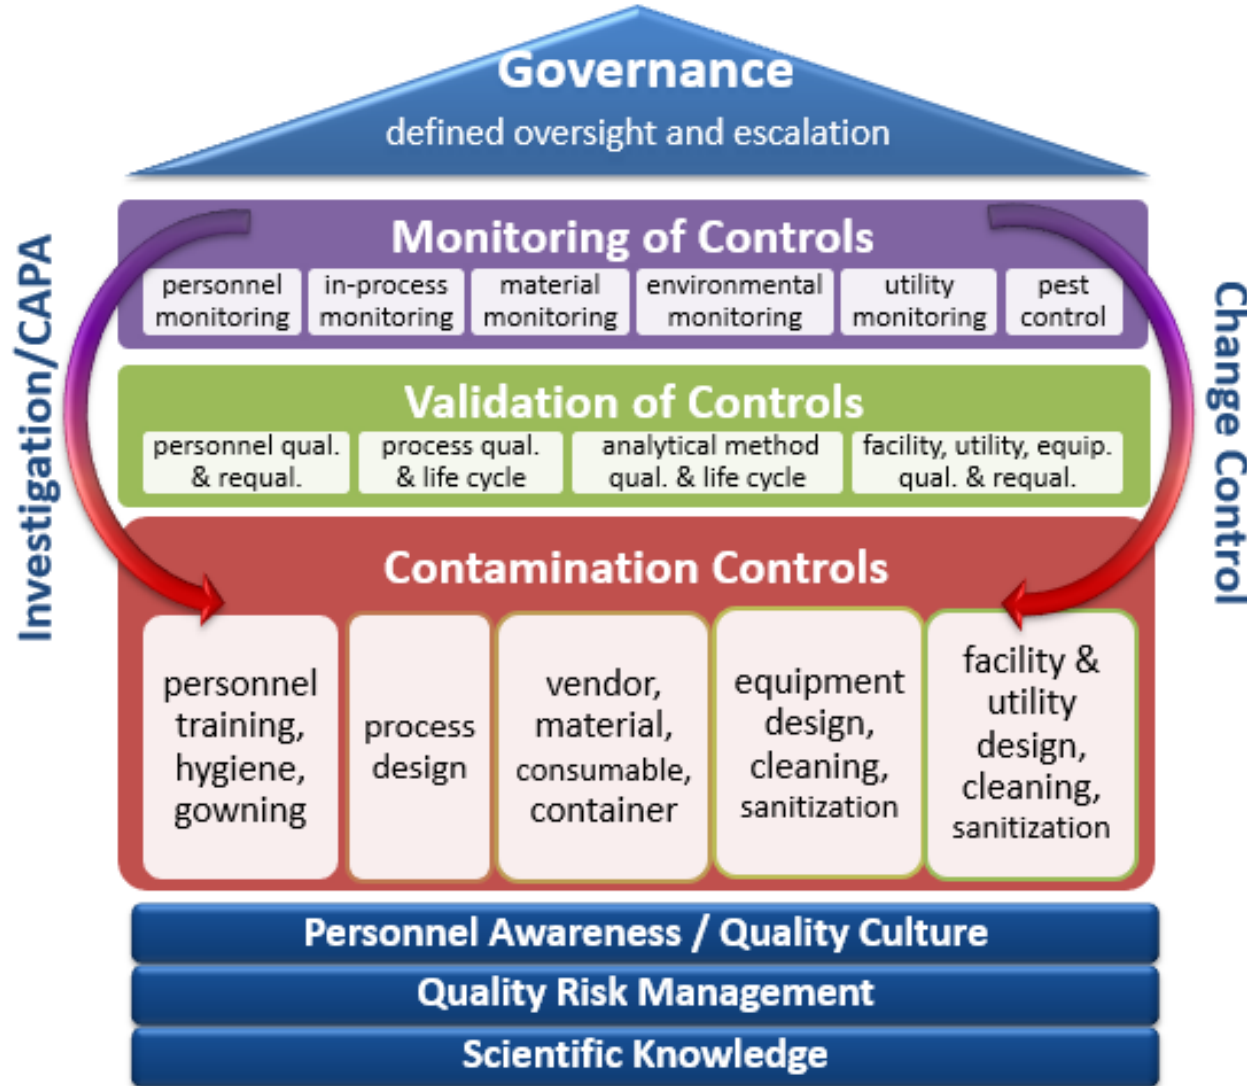 Governance
defined oversight and escalation
Investigation/CAPA
Change Control
Monitoring of Controls
personnel
monitoring
in-process
monitoring
material
monitoring
environmental
monitoring
utility
monitoring
pest
control
Validation of Controls
personnel qual.
& requal.
process qual.
& life cycle
analytical method
qual. & life cycle
facility, utility, equip.
qual. & requal.
Contamination Controls
personnel
training,
hygiene,
gowning
process
design
vendor,
material,
consumable,
container
equipment
design,
cleaning,
sanitization
facility &
utility
design,
cleaning,
sanitization
Personnel Awareness / Quality Culture
Quality Risk Management
Scientific Knowledge